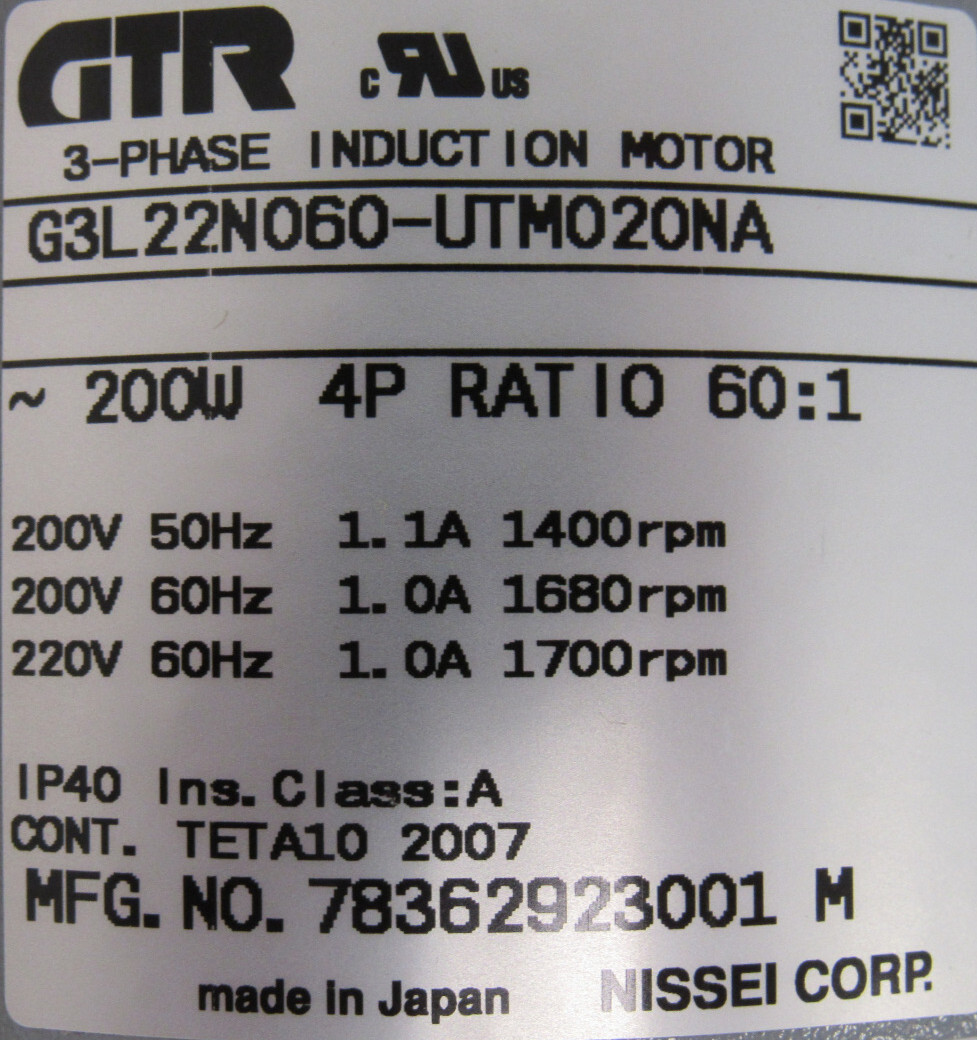 GTR c RU US
3-PHASE INDUCTION MOTOR
G3L22N060-UTM020NA
~ 200W 4P RATIO 60:1
200V 50Hz 1.1A 1400rpm
200V 60Hz 1.0A 1680rpm
220V 60Hz 1.0A 1700rpm
IP40 Ins.Class:A
CONT. TETA10 2007
MFG.NO.78362923001 M
made in Japan NISSEI CORP.